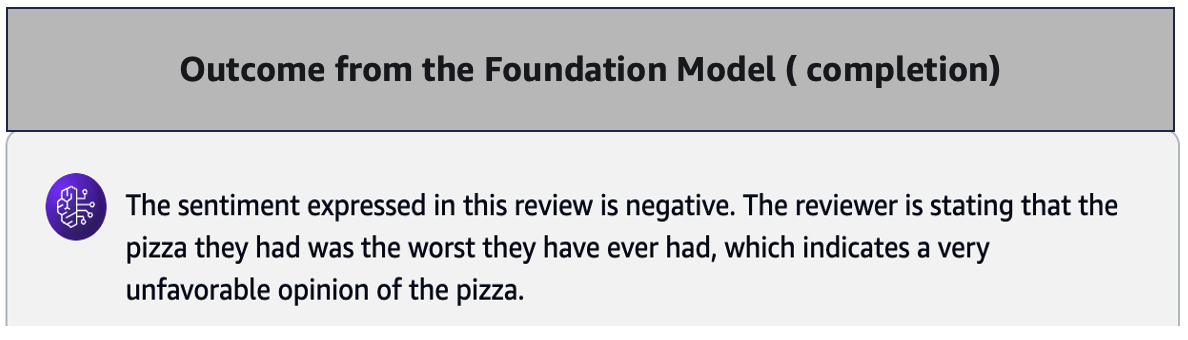 Outcome from the Foundation Model ( completion)
The sentiment expressed in this review is negative. The reviewer is stating that the
pizza they had was the worst they have ever had, which indicates a very
unfavorable opinion of the pizza.